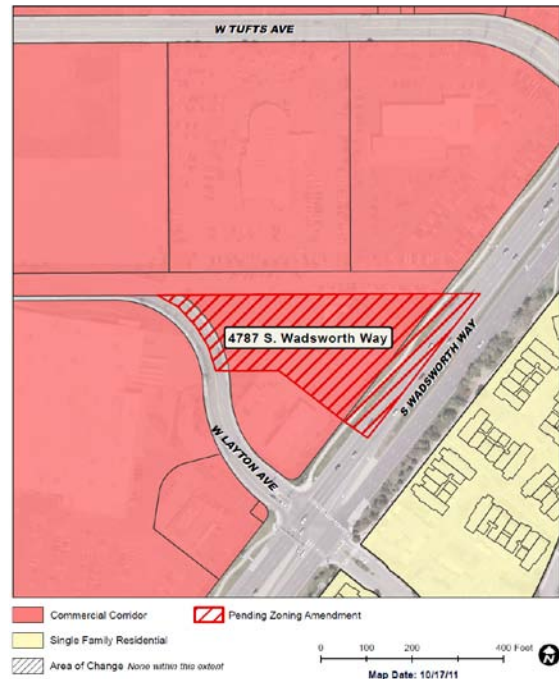 W TUFTS AVE
4787 S. Wadsworth Way
S WADSWORTH WAY
W LAYTON AVE
Commercial Corridor
Pending Zoning Amendment
Single Family Residential
Area of Change None within this extent
0 100 200 400 Feet
N
Map Date: 10/17/11